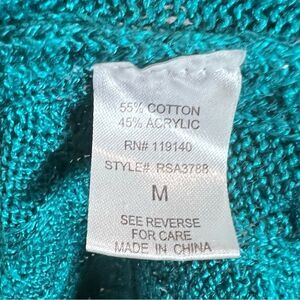 55% COTTON
45% ACRYLIC
RN# 119140
STYLE# RSA3788
M
SEE REVERSE
FOR CARE
MADE IN CHINA